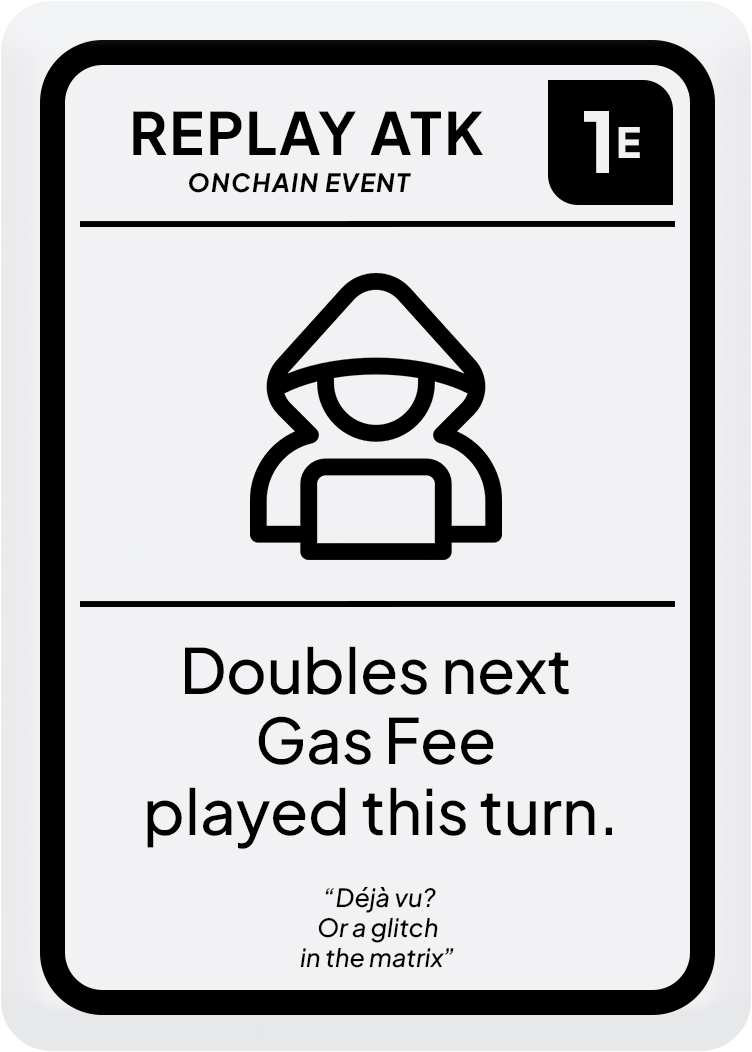 REPLAY ATK
1E
ONCHAIN EVENT
Doubles next
Gas Fee
played this turn.
“Déjà vu?
Or a glitch
in the matrix”